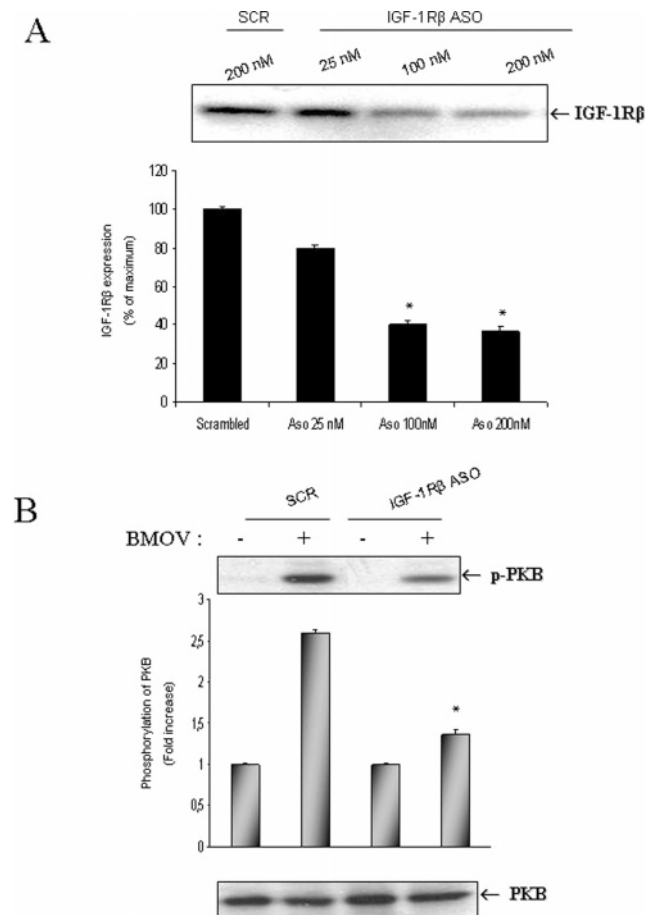 A
SCR IGF-1Rβ ASO
200 nM 25 nM 100 nM 200 nM
← IGF-1Rβ
IGF-1Rβ expression
(% of maximum)
120
100
80
60
40
20
0
* *
Scrambled Aso 25 nM Aso 100nM Aso 200nM
B
SCR IGF-1Rβ ASO
BMOV : - + - +
← p-PKB
Phosphorylation of PKB
(Fold increase)
3
2,5
2
1,5
1
0,5
0
*
← PKB